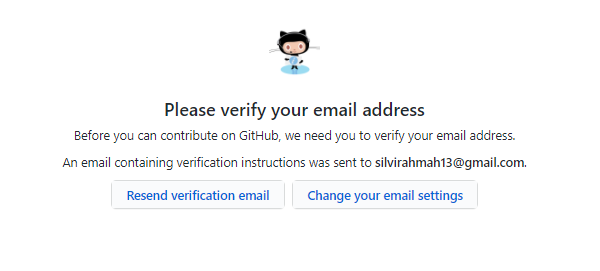 Please verify your email address
Before you can contribute on GitHub, we need you to verify your email address.
An email containing verification instructions was sent to silvirahmah13@gmail.com.
Resend verification email
Change your email settings